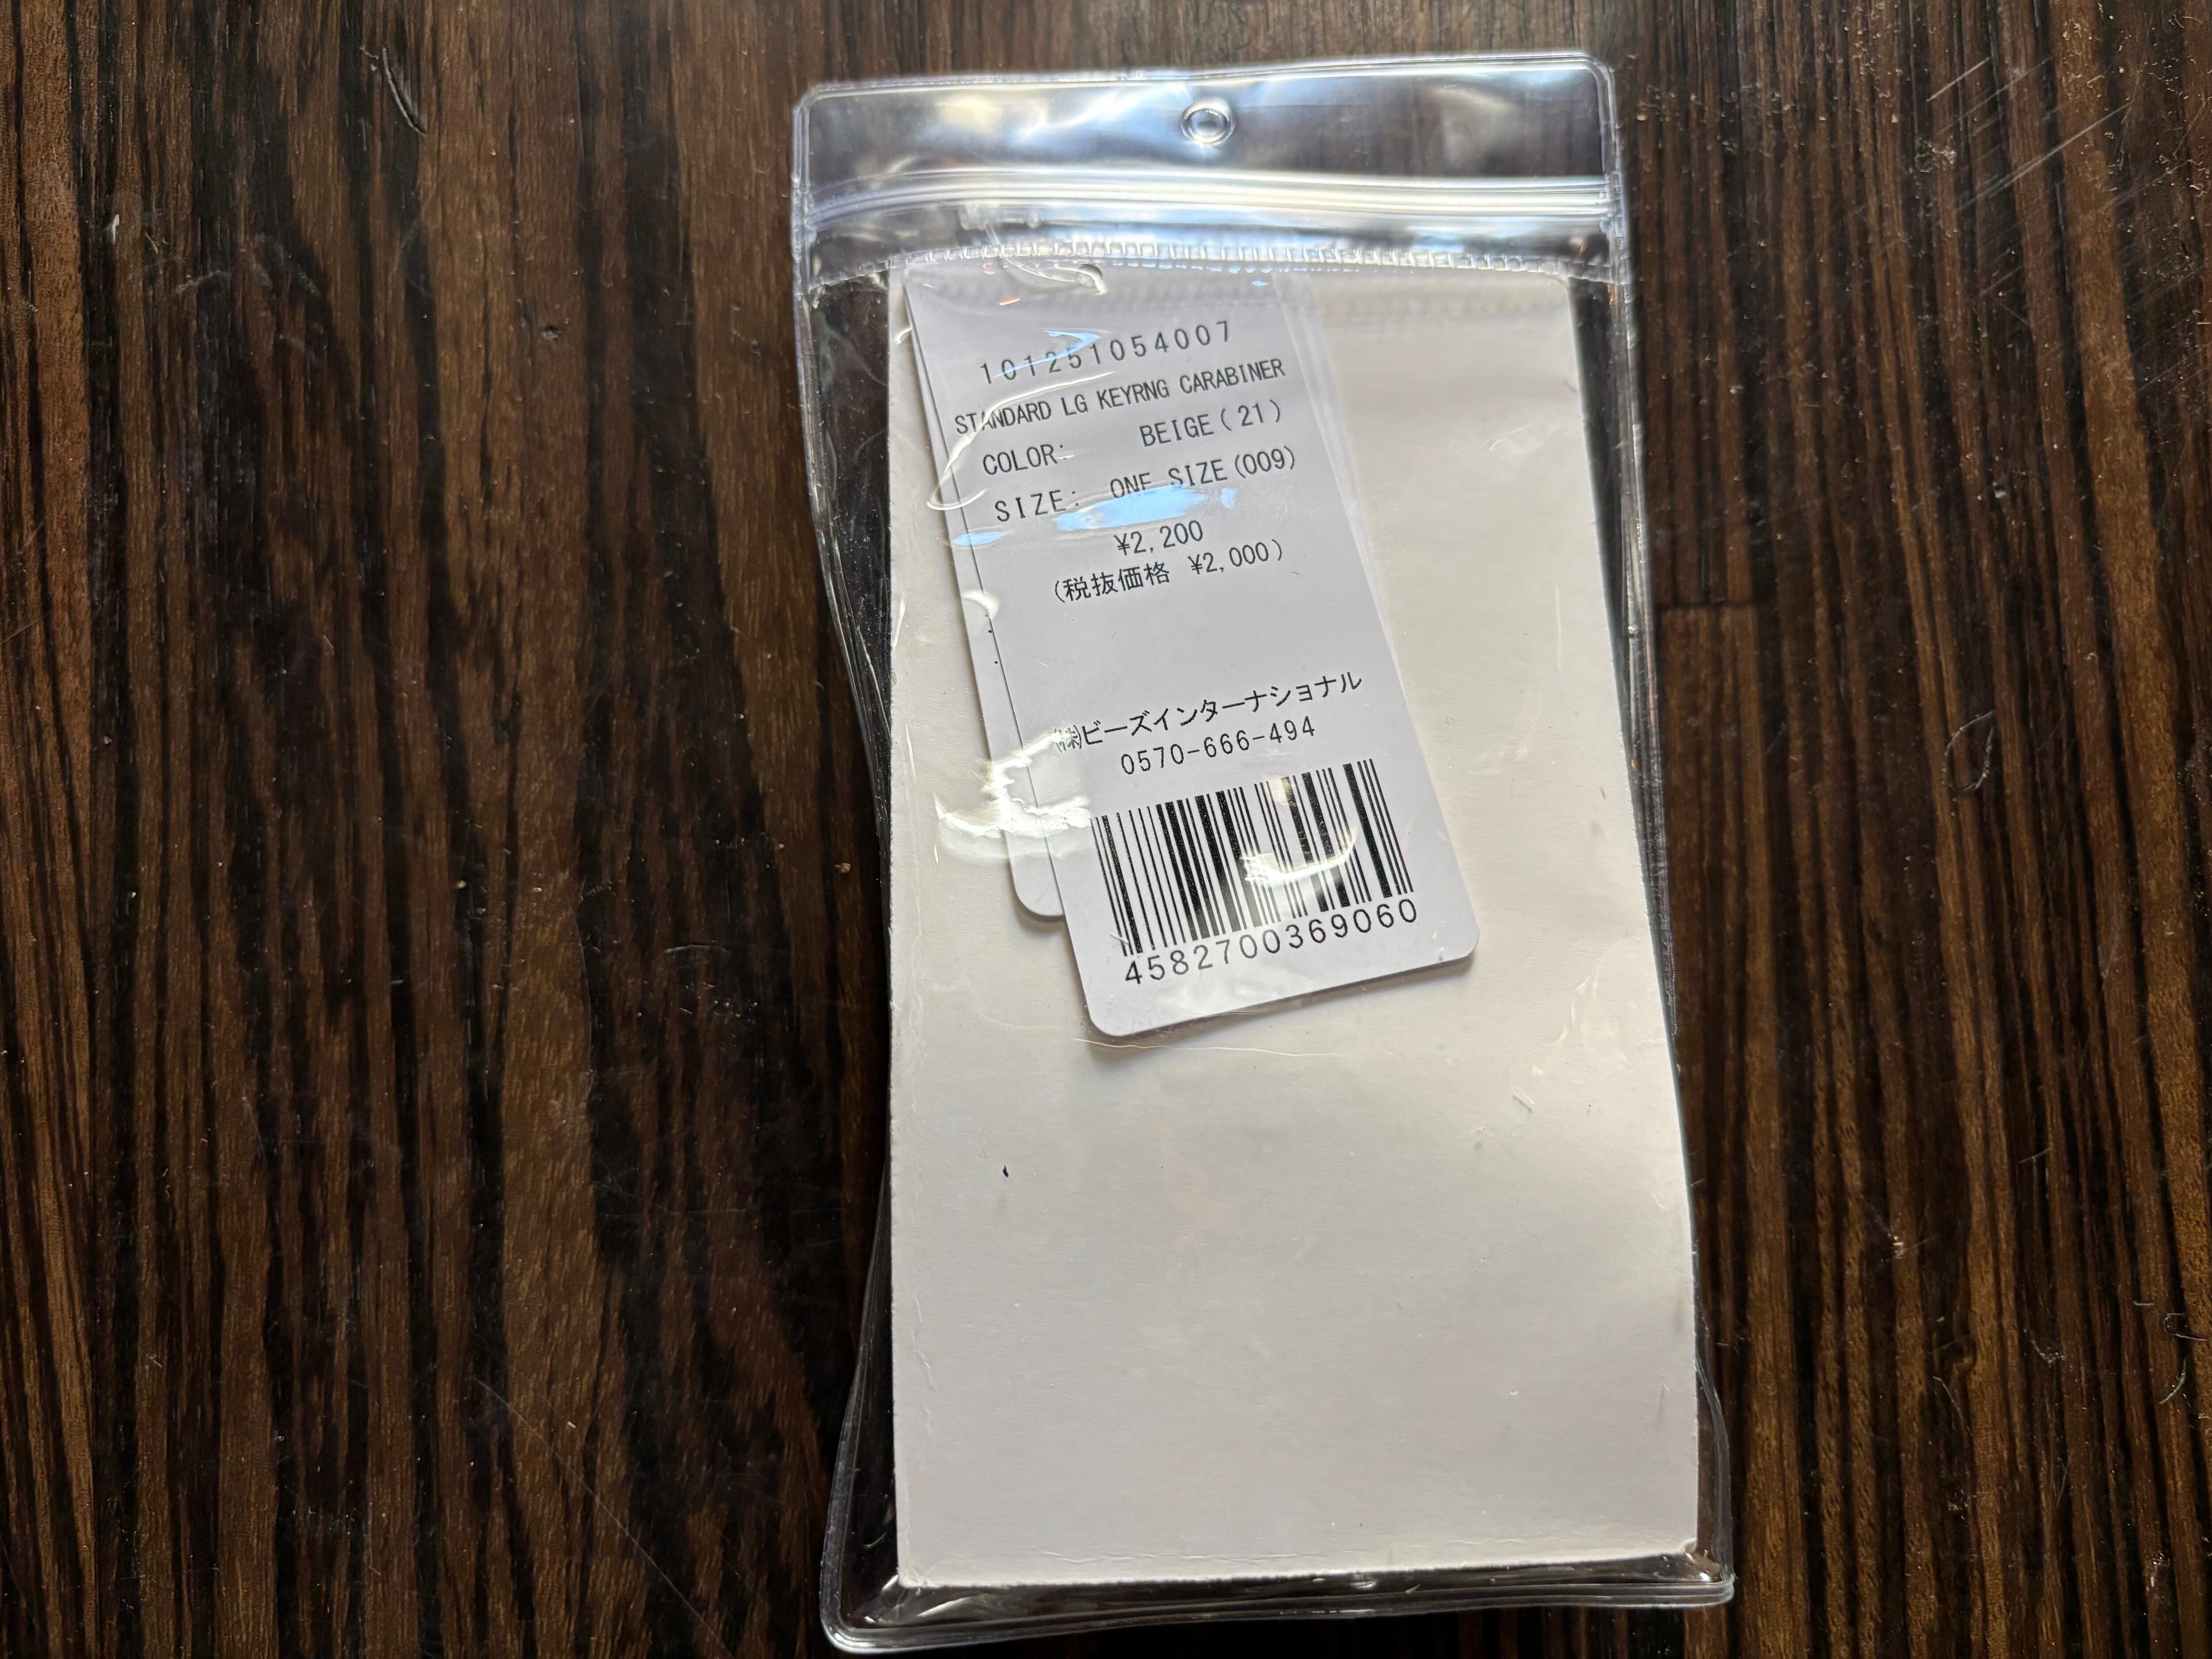 101251054007
STANDARD LG KEYRNG CARABINER
COLOR: BEIGE(21)
SIZE: ONE SIZE(009)
¥2,200
(税抜価格 ¥2,000)
㈱ビーズインターナショナル
0570-666-494
4582700369060